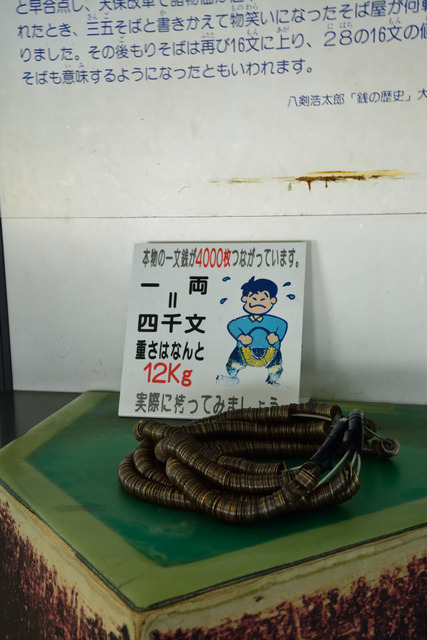 と早合点し、天保改革で諸物価が
れたとき、三五そばと書きかえて物笑いになったそば屋が何軒
りました。その後もりそばは再び16文に上り、２８の16文の値
そばも意味するようになったともいわれます。
八剣浩太郎「銭の歴史」大
本物の一文銭が4000枚つながっています。
一両
=
四千文
重さはなんと
12Kg
実際に持ってみましょう